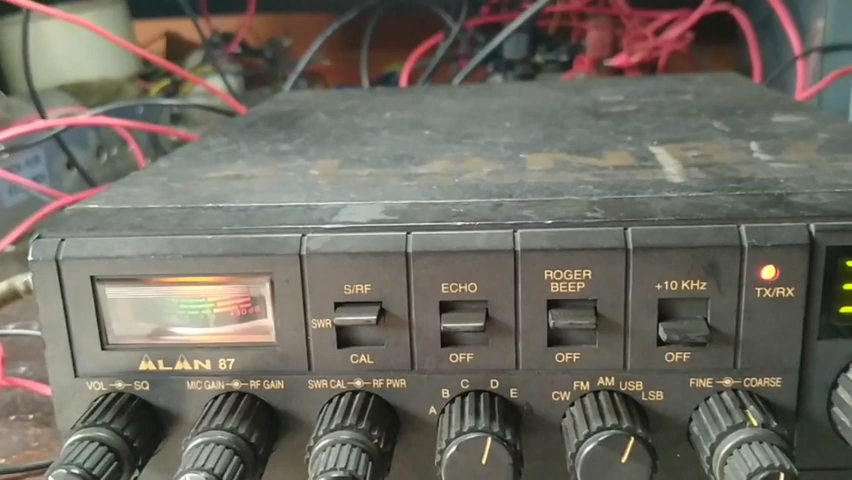 S/RF
SWR
CAL
ECHO
OFF
ROGER
BEEP
OFF
+10 KHz
OFF
TX/RX
ALAN 87
VOL SQ
MIC GAIN RF GAIN
SWR CAL RF PWR
A B C D E
CW FM AM USB LSB
FINE COARSE